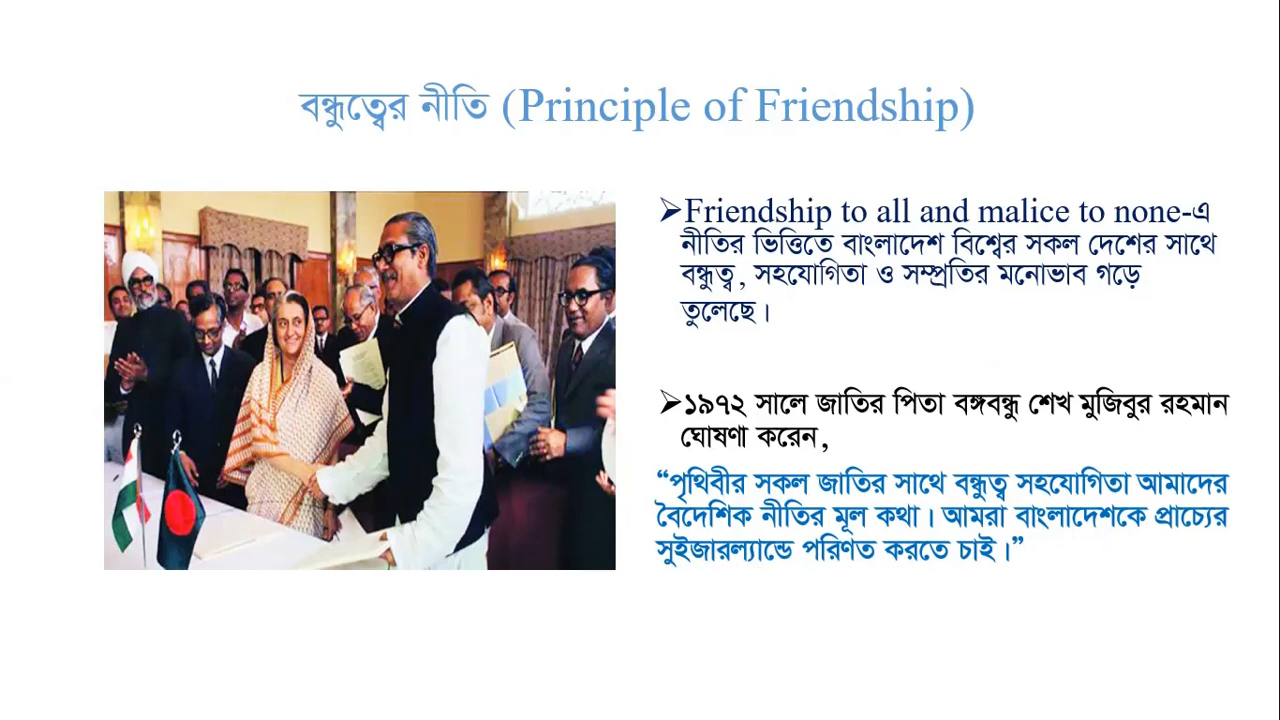 বন্ধুত্বের নীতি (Principle of Friendship)
➢Friendship to all and malice to none-এ
নীতির ভিত্তিতে বাংলাদেশ বিশ্বের সকল দেশের সাথে
বন্ধুত্ব, সহযোগিতা ও সম্প্রতির মনোভাব গড়ে
তুলেছে।
➢১৯৭২ সালে জাতির পিতা বঙ্গবন্ধু শেখ মুজিবুর রহমান
ঘোষণা করেন,
“পৃথিবীর সকল জাতির সাথে বন্ধুত্ব সহযোগিতা আমাদের
বৈদেশিক নীতির মূল কথা। আমরা বাংলাদেশকে প্রাচ্যের
সুইজারল্যান্ডে পরিণত করতে চাই।”